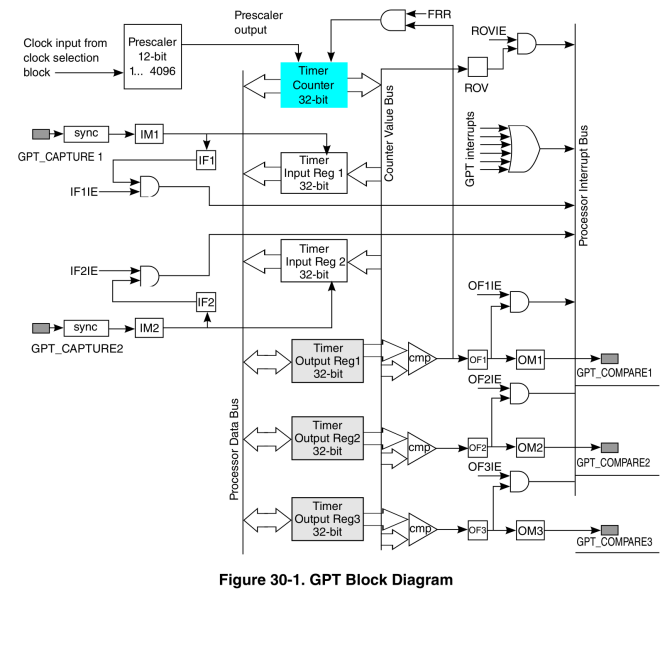 Prescaler
output
FRR
ROVIE
Clock input from
clock selection
block
Prescaler
12-bit
1... 4096
Timer
Counter
32-bit
ROV
Counter Value Bus
GPT interrupts
Processor Interrupt Bus
sync
IM1
GPT_CAPTURE 1
IF1
Timer
Input Reg 1
32-bit
IF1IE
IF2IE
Timer
Input Reg 2
32-bit
IF2
sync
IM2
GPT_CAPTURE2
OF1IE
Timer
Output Reg1
32-bit
cmp
OF1
OM1
GPT_COMPARE1
OF2IE
Processor Data Bus
Timer
Output Reg2
32-bit
cmp
OF2
OM2
GPT_COMPARE2
OF3IE
Timer
Output Reg3
32-bit
cmp
OF3
OM3
GPT_COMPARE3
Figure 30-1. GPT Block Diagram